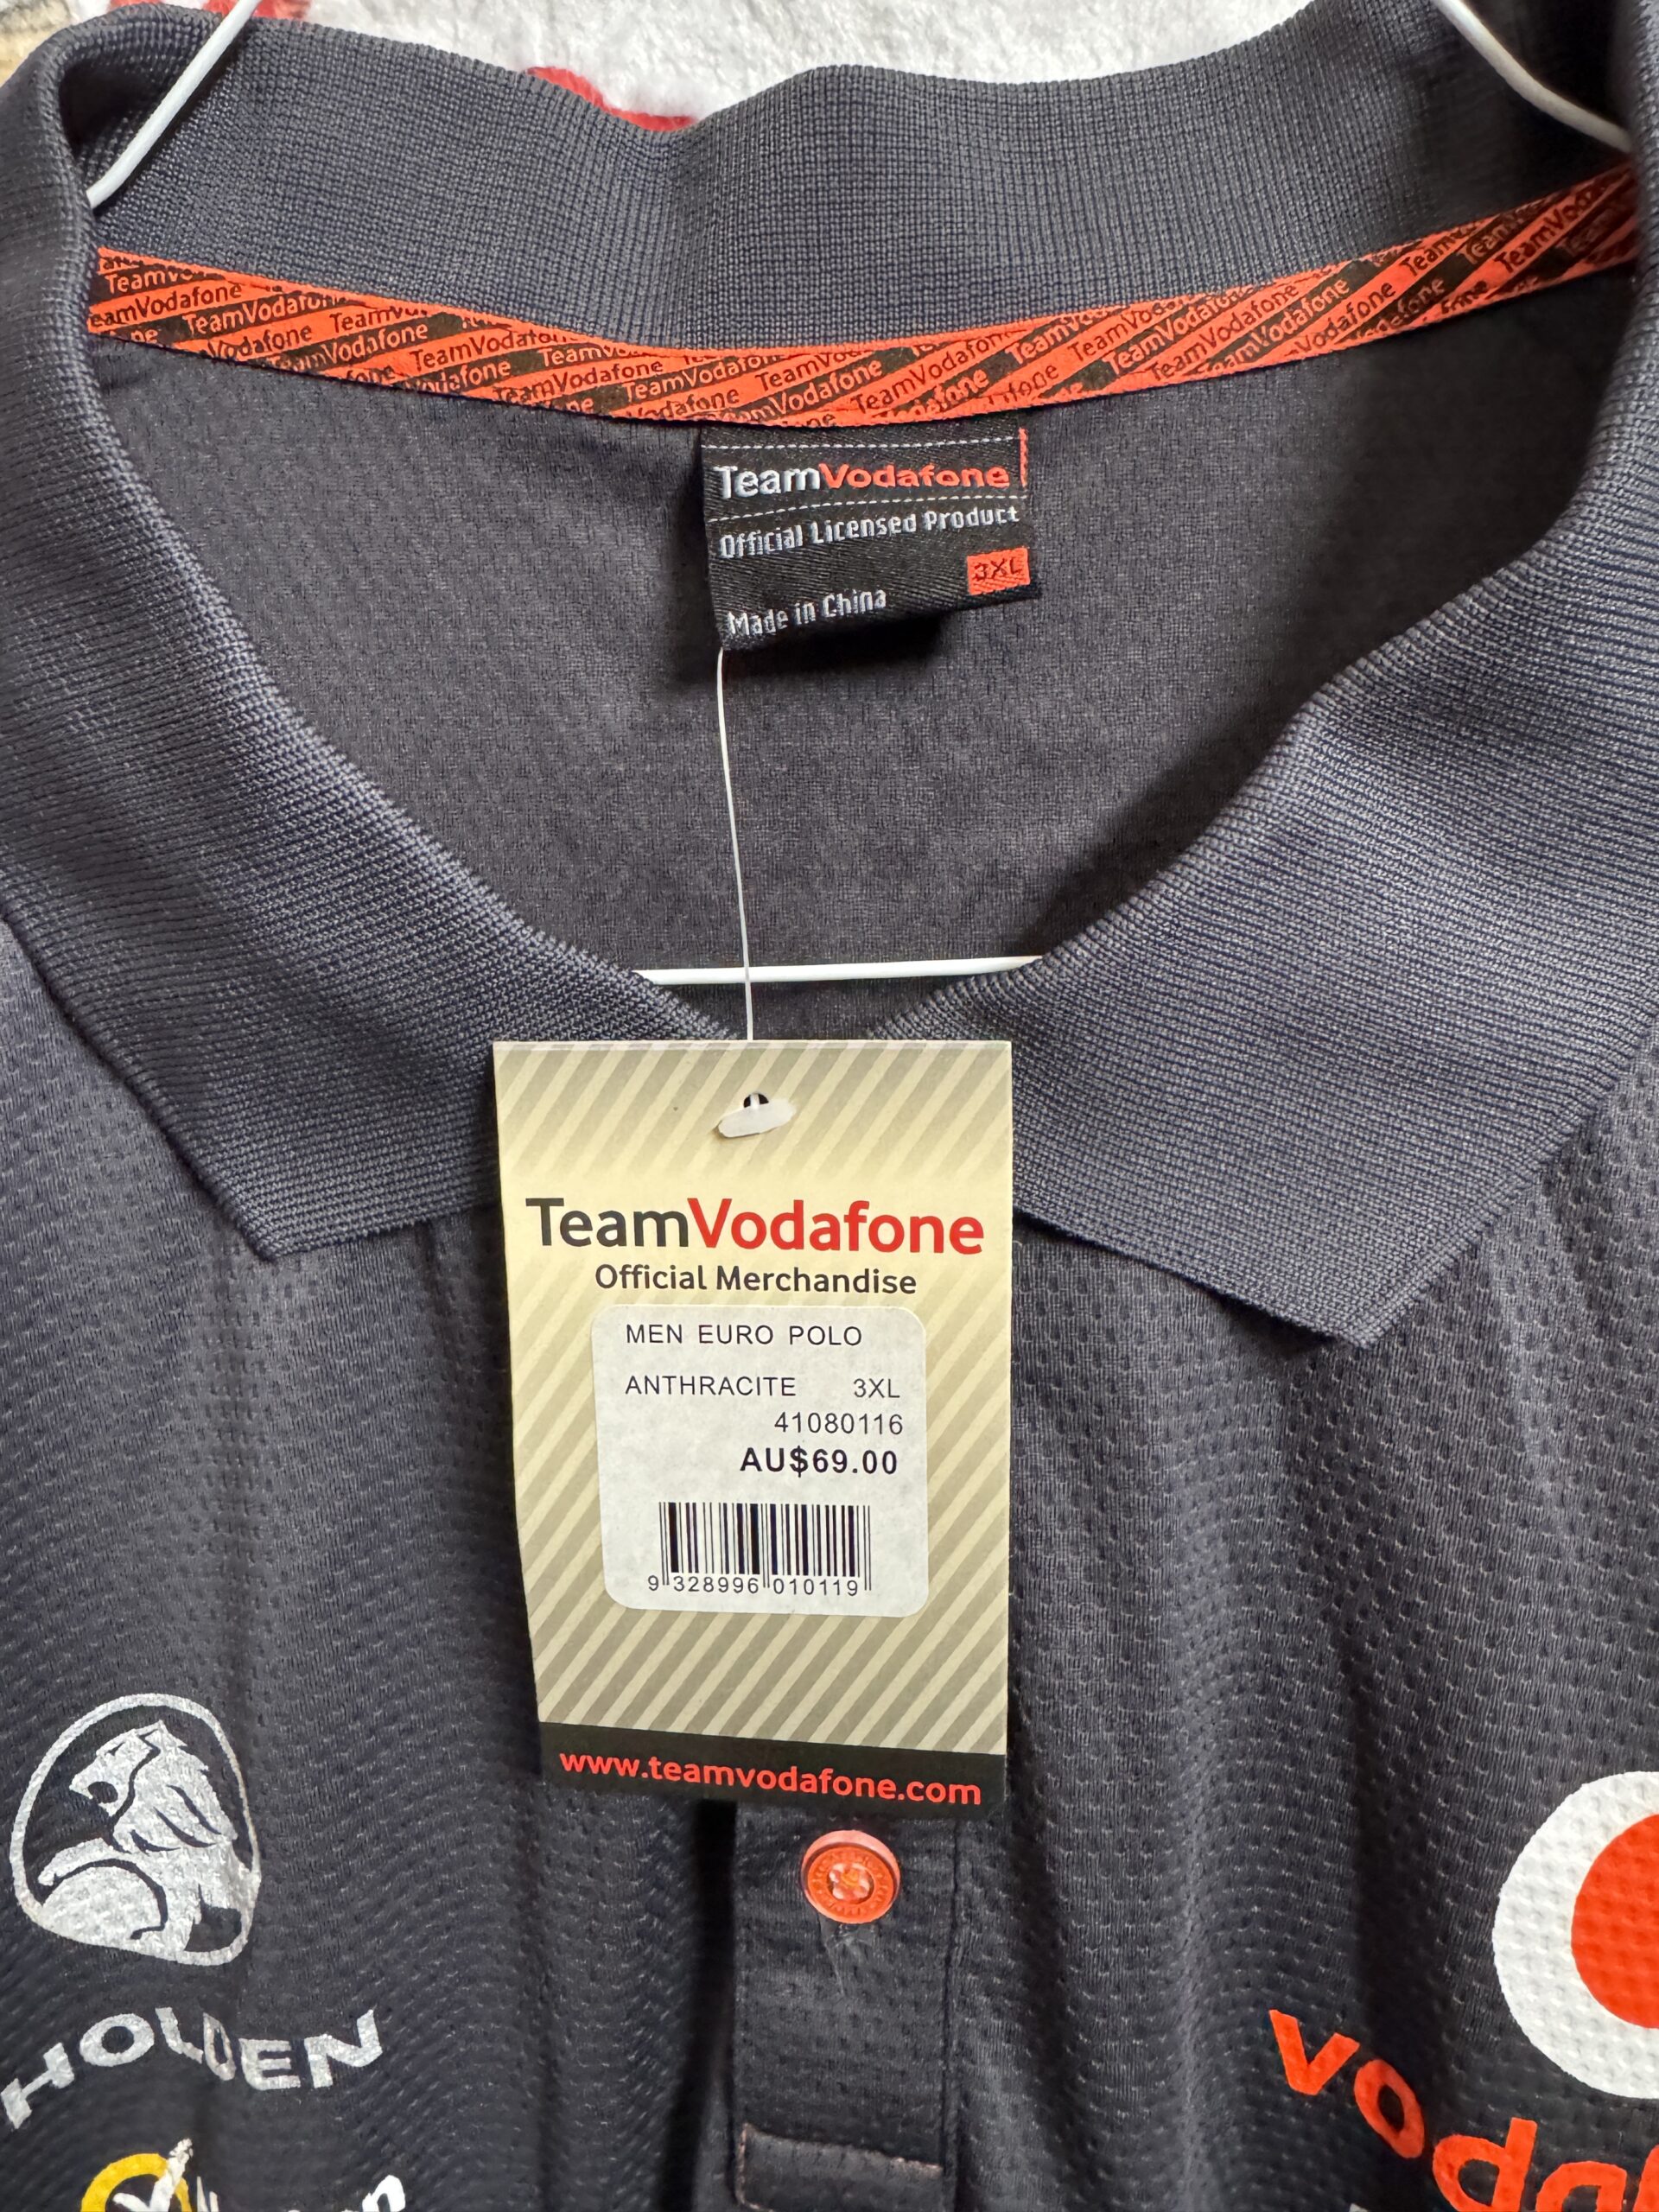 TeamVodafone
Official Licensed Product
3XL
Made in China
TeamVodafone
Official Merchandise
MEN EURO POLO
ANTHRACITE 3XL
41080116
AU$69.00
9 328996 010119
www.teamvodafone.com
HOLDEN
vodaf